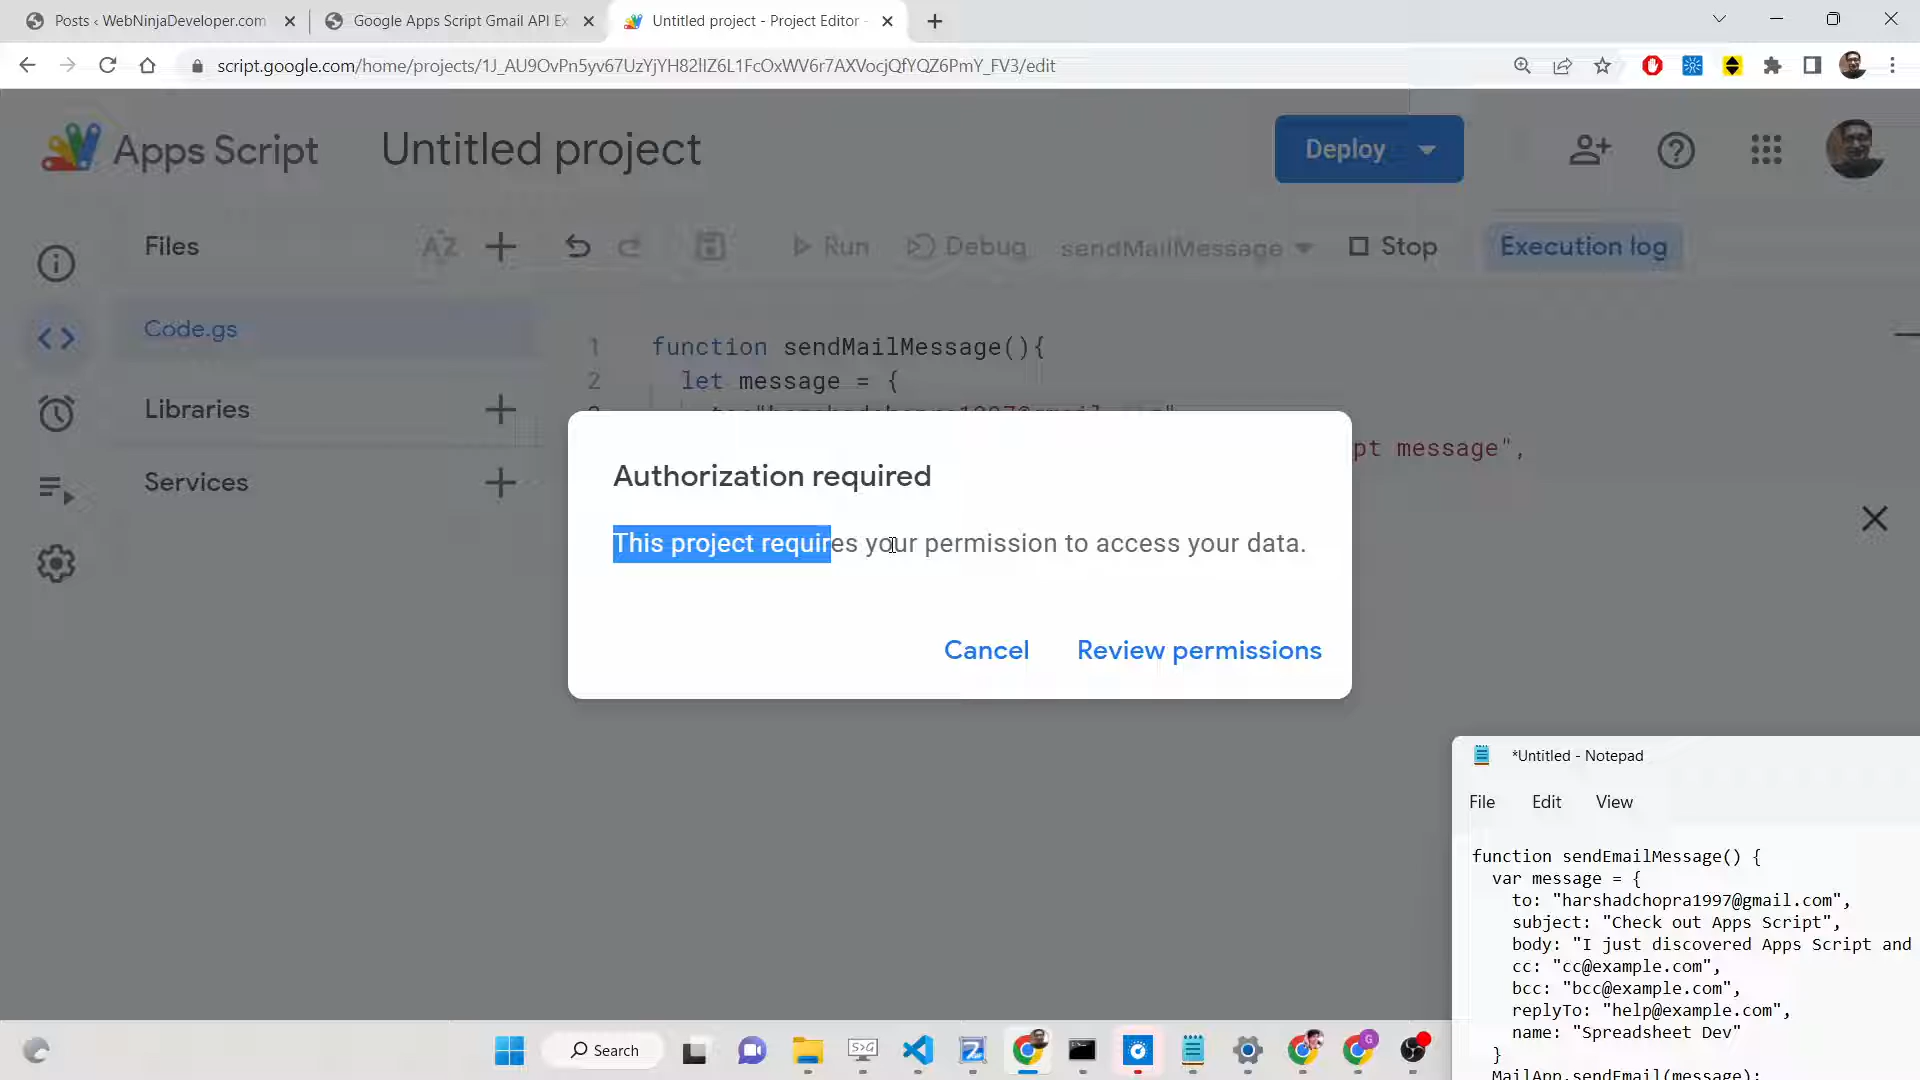 Posts ‹ WebNinjaDeveloper.com
Google Apps Script Gmail API Ex
Untitled project - Project Editor -
script.google.com/home/projects/1J_AU9OvPn5yv67UzYjYH82lIZ6L1FcOxWV6r7AXVocjQfYQZ6PmY_FV3/edit
Apps Script
Untitled project
Deploy
Files
AZ
Run
Debug
sendMailMessage
Stop
Execution log
Code.gs
Libraries
Services
1 function sendMailMessage(){
2 let message = {
to:"harshadchopra1997@gmail.com",
pt message",
Authorization required
This project requires your permission to access your data.
Cancel
Review permissions
*Untitled - Notepad
File Edit View
function sendEmailMessage() {
var message = {
to: "harshadchopra1997@gmail.com",
subject: "Check out Apps Script",
body: "I just discovered Apps Script and
cc: "cc@example.com",
bcc: "bcc@example.com",
replyTo: "help@example.com",
name: "Spreadsheet Dev"
}
MailApp.sendEmail(message);
Search
S>G
G